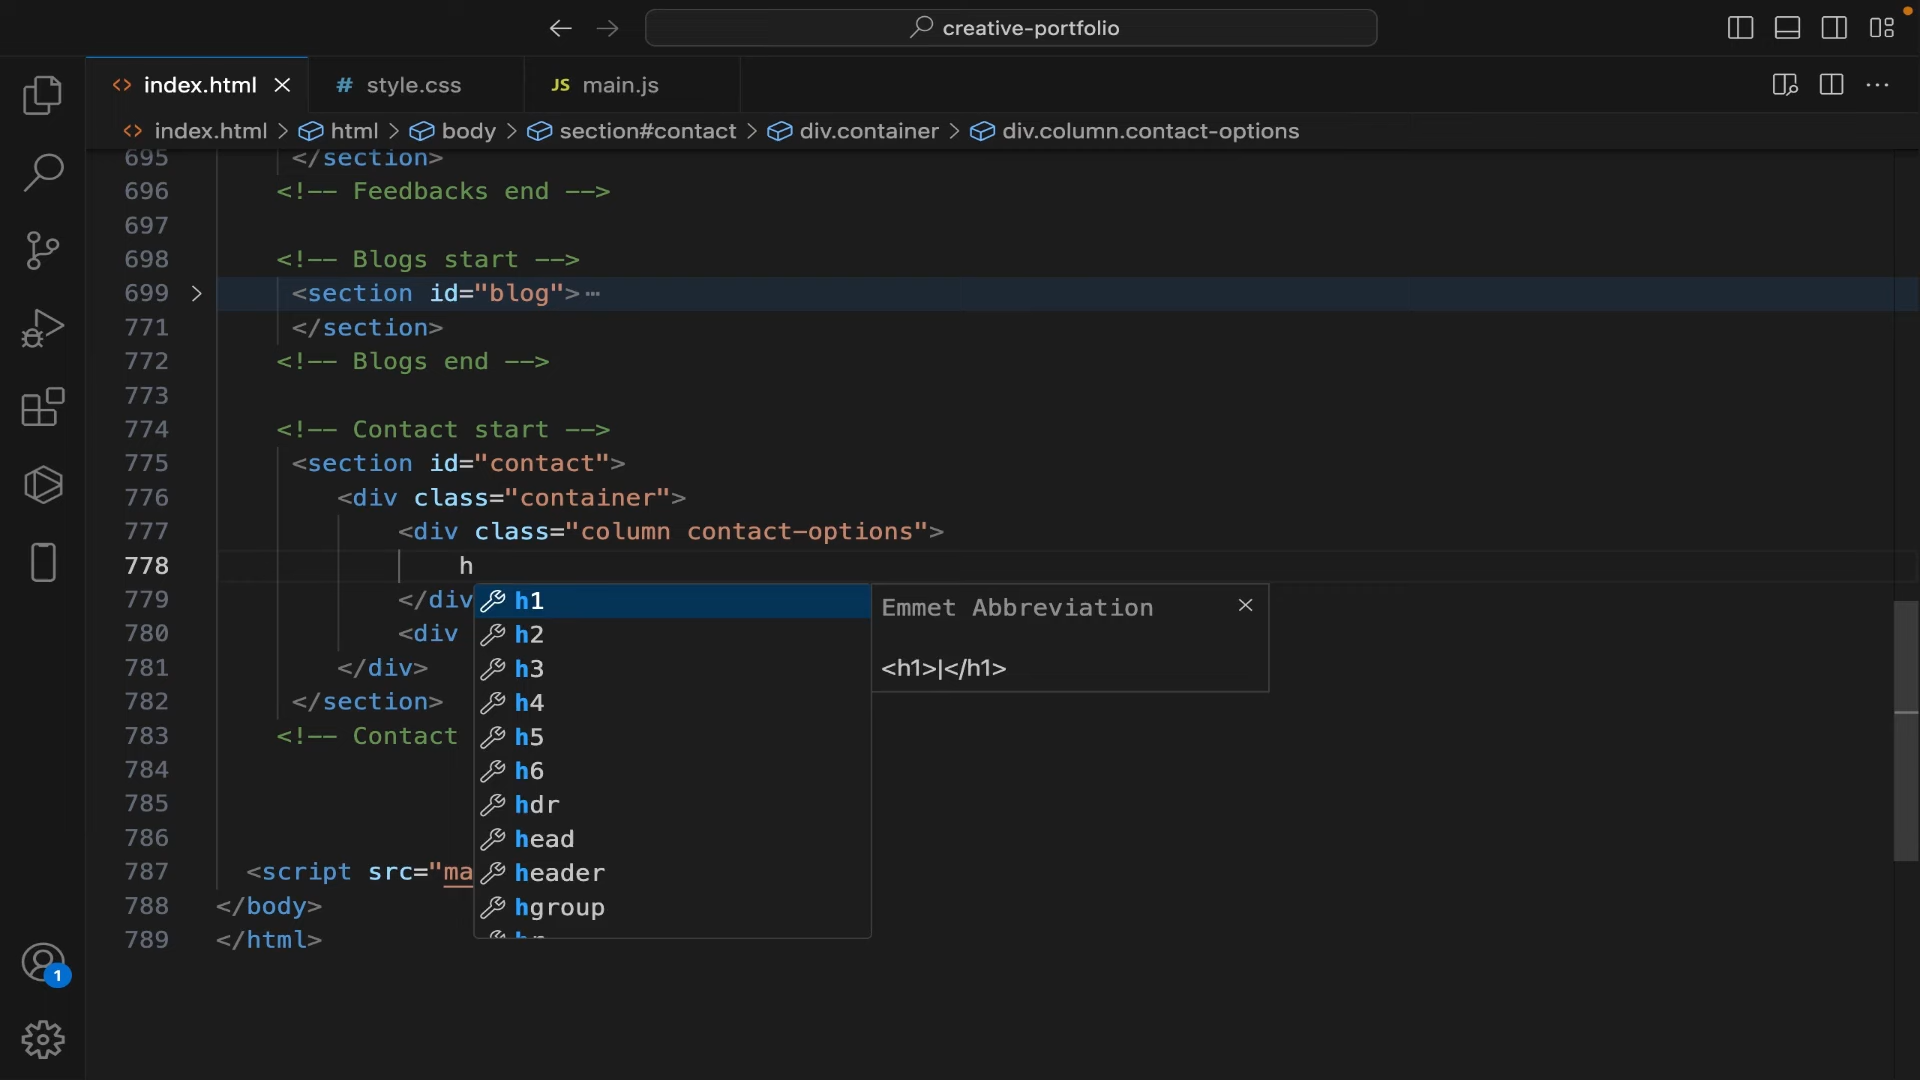 creative-portfolio
<> index.html × # style.css JS main.js
<> index.html > html > body > section#contact > div.container > div.column.contact-options
695 </section>
696 <!-- Feedbacks end -->
697
698 <!-- Blogs start -->
699 <section id="blog">⋯
771 </section>
772 <!-- Blogs end -->
773
774 <!-- Contact start -->
775 <section id="contact">
776 <div class="container">
777 <div class="column contact-options">
778 h
779 </div
780 <div
781 </div>
782 </section>
783 <!-- Contact
784
785
786
787 <script src="ma
788 </body>
789 </html>
h1
h2
h3
h4
h5
h6
hdr
head
header
hgroup
Emmet Abbreviation
<h1>|</h1>
1